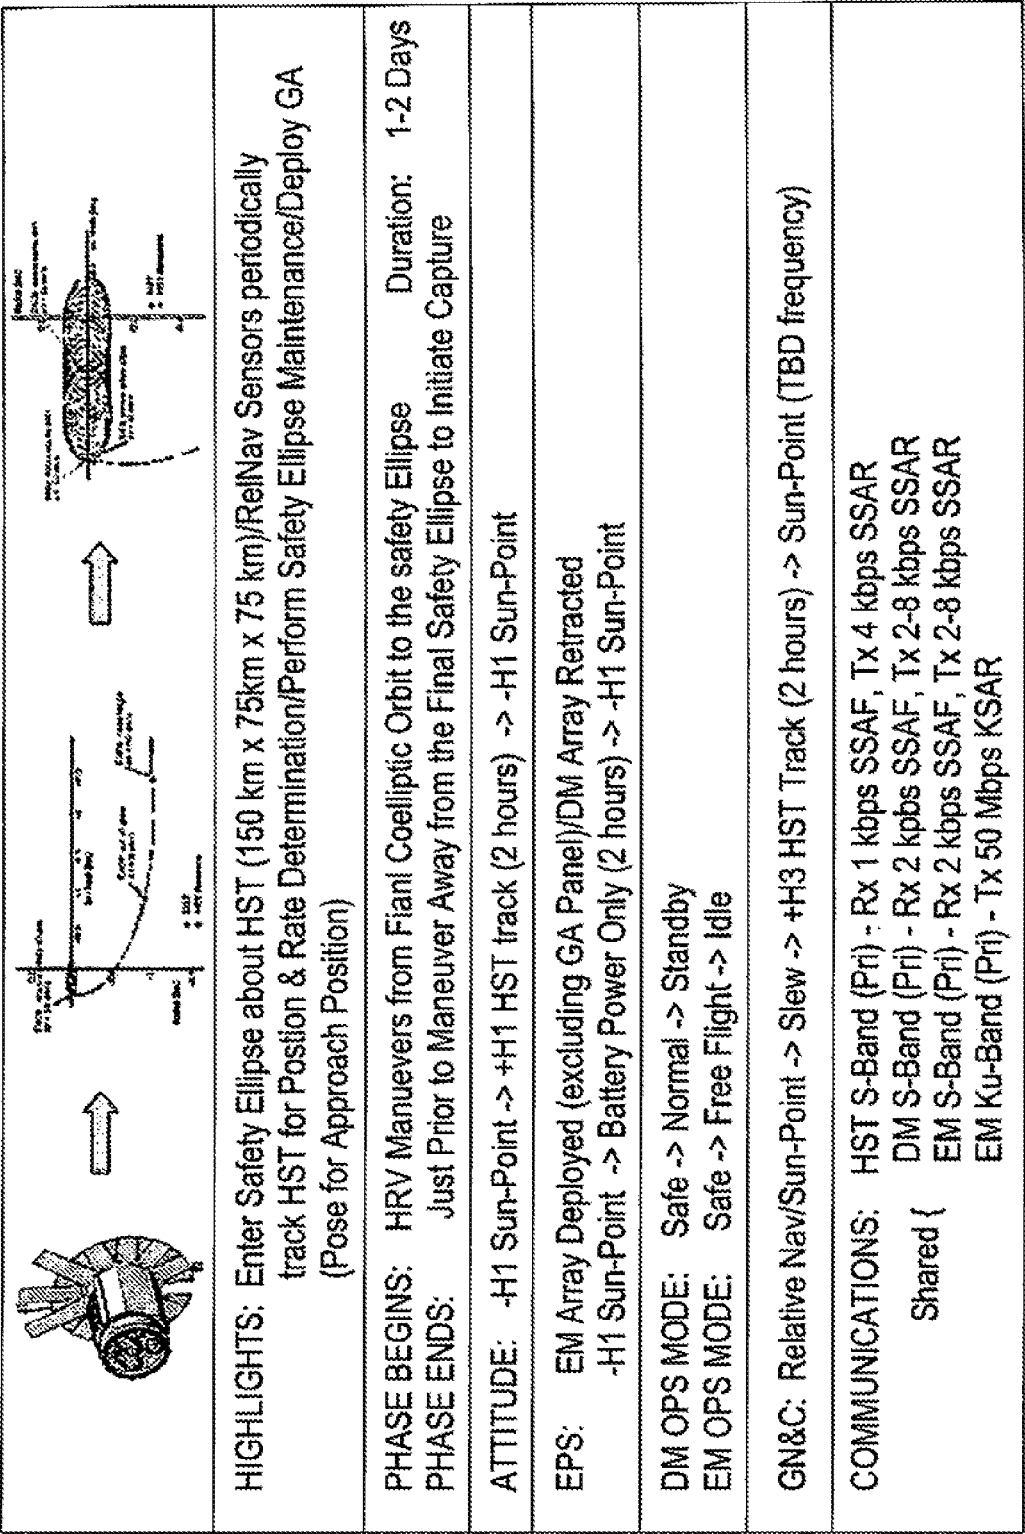 HIGHLIGHTS: Enter Safety Ellipse about HST (150 km x 75km x 75 km)/RelNav Sensors periodically
track HST for Postion & Rate Determination/Perform Safety Ellipse Maintenance/Deploy GA
(Pose for Approach Position)
PHASE BEGINS: HRV Manuevers from Fianl Coelliptic Orbit to the safety Ellipse Duration: 1-2 Days
PHASE ENDS: Just Prior to Maneuver Away from the Final Safety Ellipse to Initiate Capture
ATTITUDE: -H1 Sun-Point -> +H1 HST track (2 hours) -> -H1 Sun-Point
EPS: EM Array Deployed (excluding GA Panel)/DM Array Retracted
-H1 Sun-Point -> Battery Power Only (2 hours) -> -H1 Sun-Point
DM OPS MODE: Safe -> Normal -> Standby
EM OPS MODE: Safe -> Free Flight -> Idle
GN&C: Relative Nav/Sun-Point -> Slew -> +H3 HST Track (2 hours) -> Sun-Point (TBD frequency)
COMMUNICATIONS: HST S-Band (Pri) - Rx 1 kbps SSAF, Tx 4 kbps SSAR
DM S-Band (Pri) - Rx 2 kpbs SSAF, Tx 2-8 kbps SSAR
Shared { EM S-Band (Pri) - Rx 2 kbps SSAF, Tx 2-8 kbps SSAR
EM Ku-Band (Pri) - Tx 50 Mbps KSAR